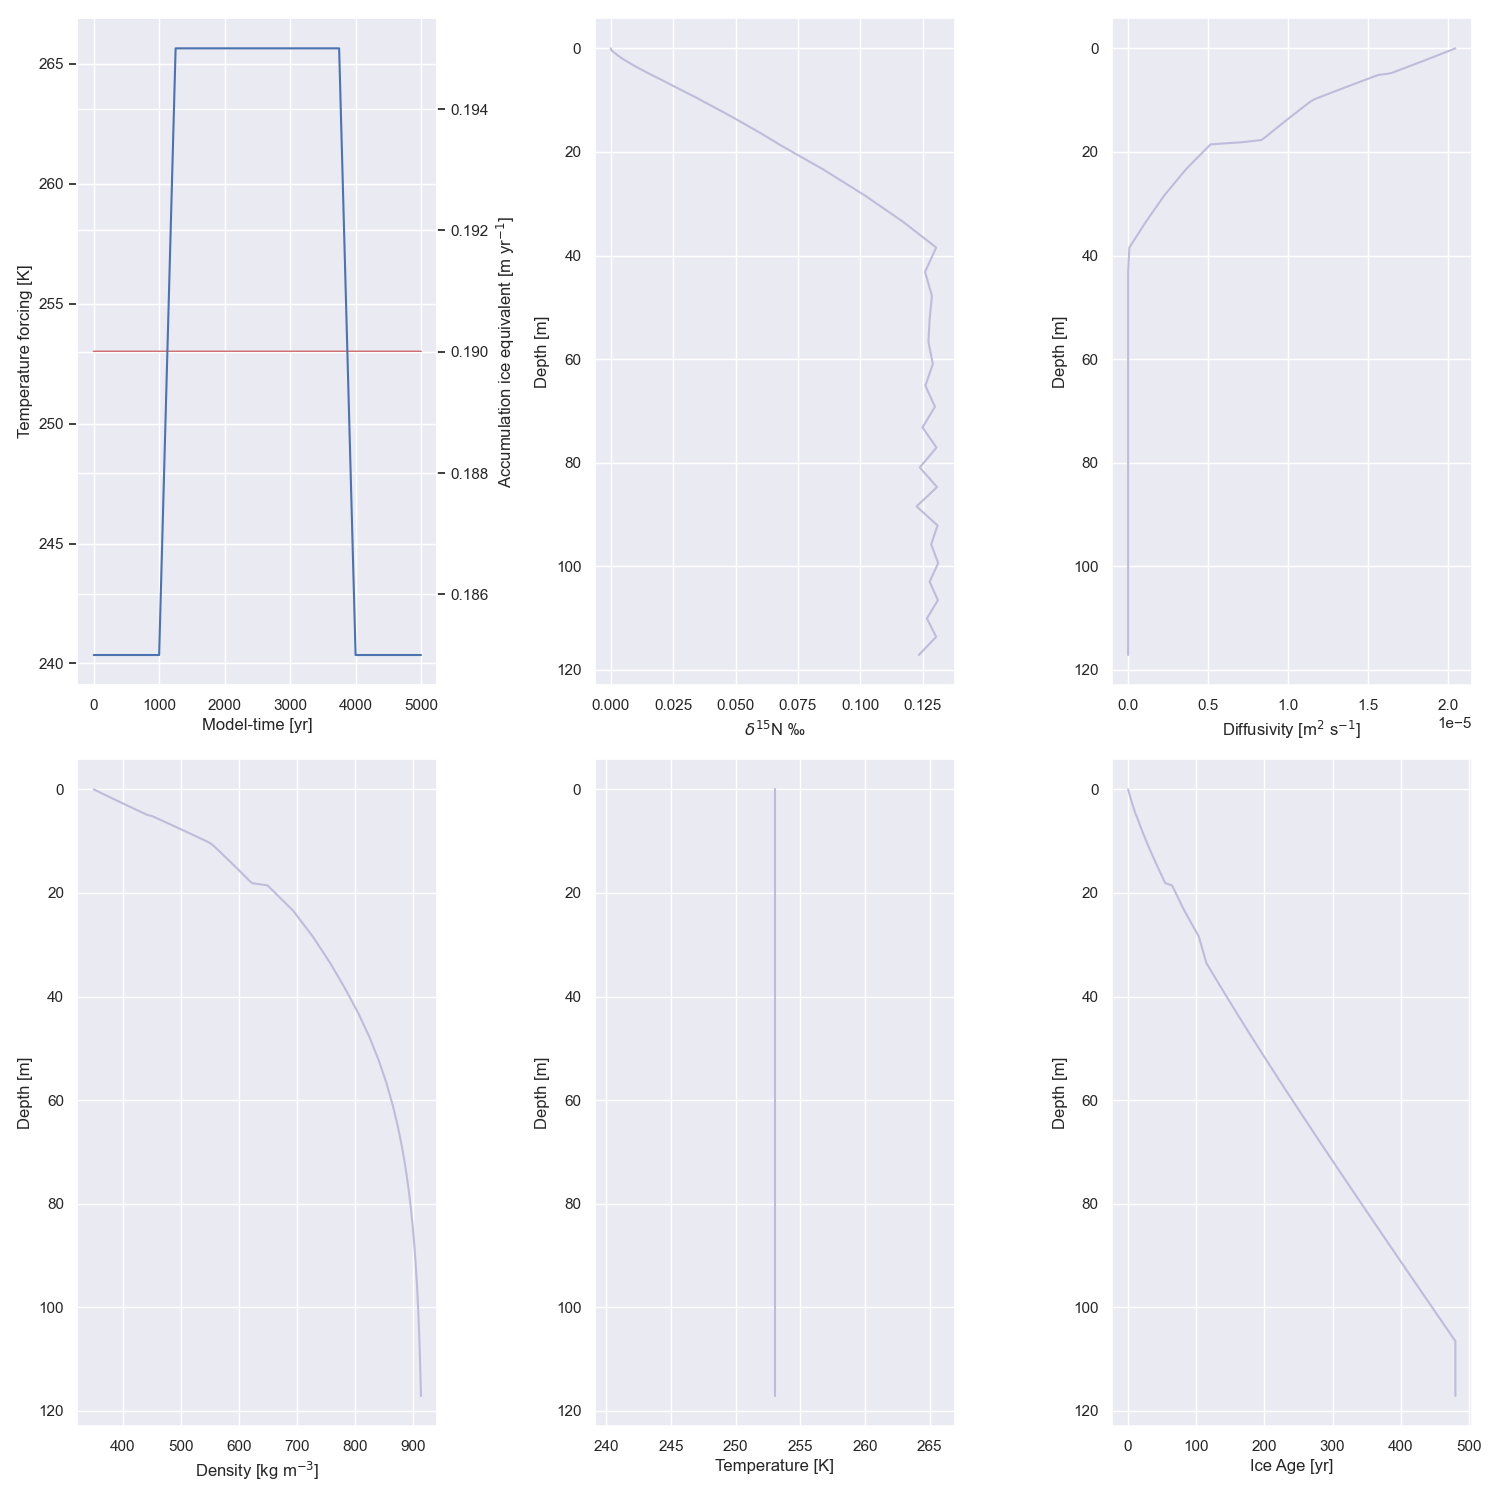 265
260
255
250
245
240
Temperature forcing [K]
0.194
0.192
0.190
0.188
0.186
Accumulation ice equivalent [m yr⁻¹]
0 1000 2000 3000 4000 5000
Model-time [yr]
0
20
40
60
80
100
120
Depth [m]
0.000 0.025 0.050 0.075 0.100 0.125
δ¹⁵N ‰
0
20
40
60
80
100
120
Depth [m]
0.0 0.5 1.0 1.5 2.0
1e−5
Diffusivity [m² s⁻¹]
0
20
40
60
80
100
120
Depth [m]
400 500 600 700 800 900
Density [kg m⁻³]
0
20
40
60
80
100
120
Depth [m]
240 245 250 255 260 265
Temperature [K]
0
20
40
60
80
100
120
Depth [m]
0 100 200 300 400 500
Ice Age [yr]